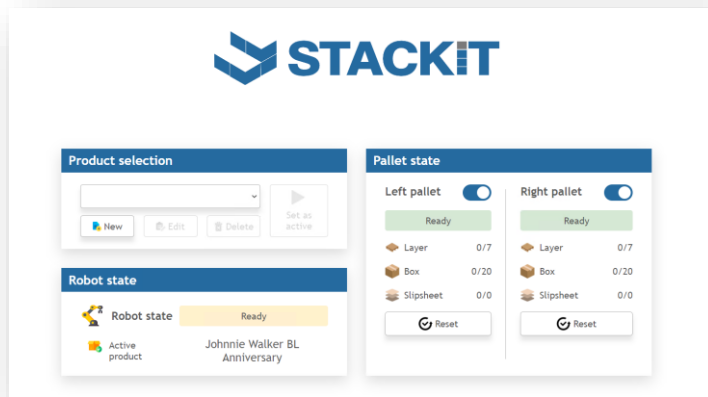 STACKiT
Product selection
New
Edit
Delete
Set as
active
Robot state
Robot state
Ready
Active
product
Johnnie Walker BL
Anniversary
Pallet state
Left pallet
Ready
Layer 0/7
Box 0/20
Slipsheet 0/0
Reset
Right pallet
Ready
Layer 0/7
Box 0/20
Slipsheet 0/0
Reset